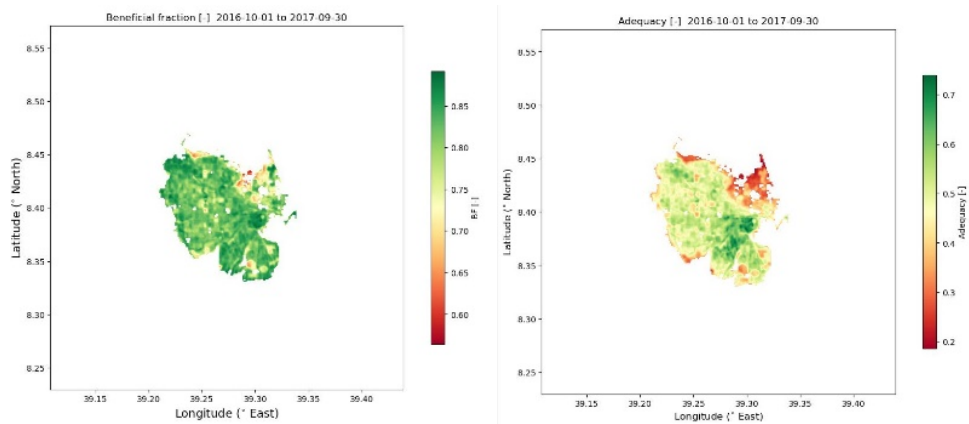 Beneficial fraction [-] 2016-10-01 to 2017-09-30
8.55
8.50
8.45
8.40
8.35
8.30
8.25
Latitude (° North)
39.15 39.20 39.25 39.30 39.35 39.40
Longitude (° East)
0.85
0.80
0.75
0.70
0.65
0.60
BF [-]
Adequacy [-] 2016-10-01 to 2017-09-30
8.55
8.50
8.45
8.40
8.35
8.30
8.25
Latitude (° North)
39.15 39.20 39.25 39.30 39.35 39.40
Longitude (° East)
0.7
0.6
0.5
0.4
0.3
0.2
Adequacy [-]